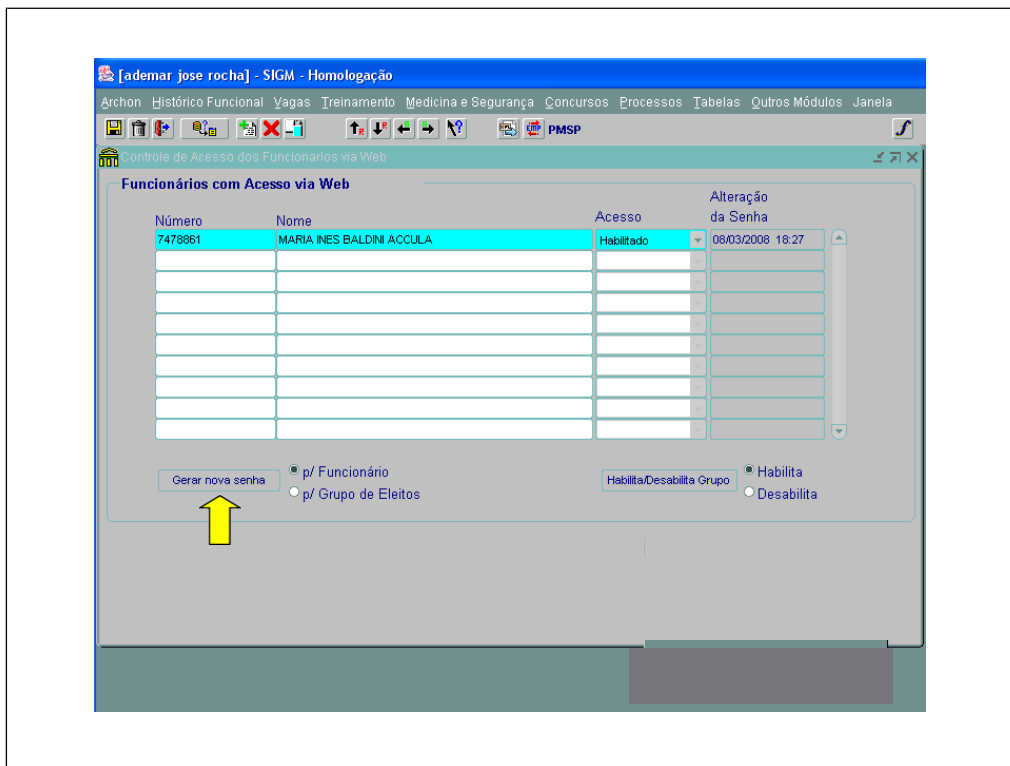 [ademar jose rocha] - SIGM - Homologação
Archon Histórico Funcional Vagas Treinamento Medicina e Segurança Concursos Processos Tabelas Outros Módulos Janela
PMSP
Controle de Acesso dos Funcionarios via Web
Funcionários com Acesso via Web
Número Nome Acesso Alteração da Senha
7478861 MARIA INES BALDINI ACCULA Habilitado 08/03/2008 18:27
Gerar nova senha
p/ Funcionário
p/ Grupo de Eleitos
Habilita/Desabilita Grupo
Habilita
Desabilita